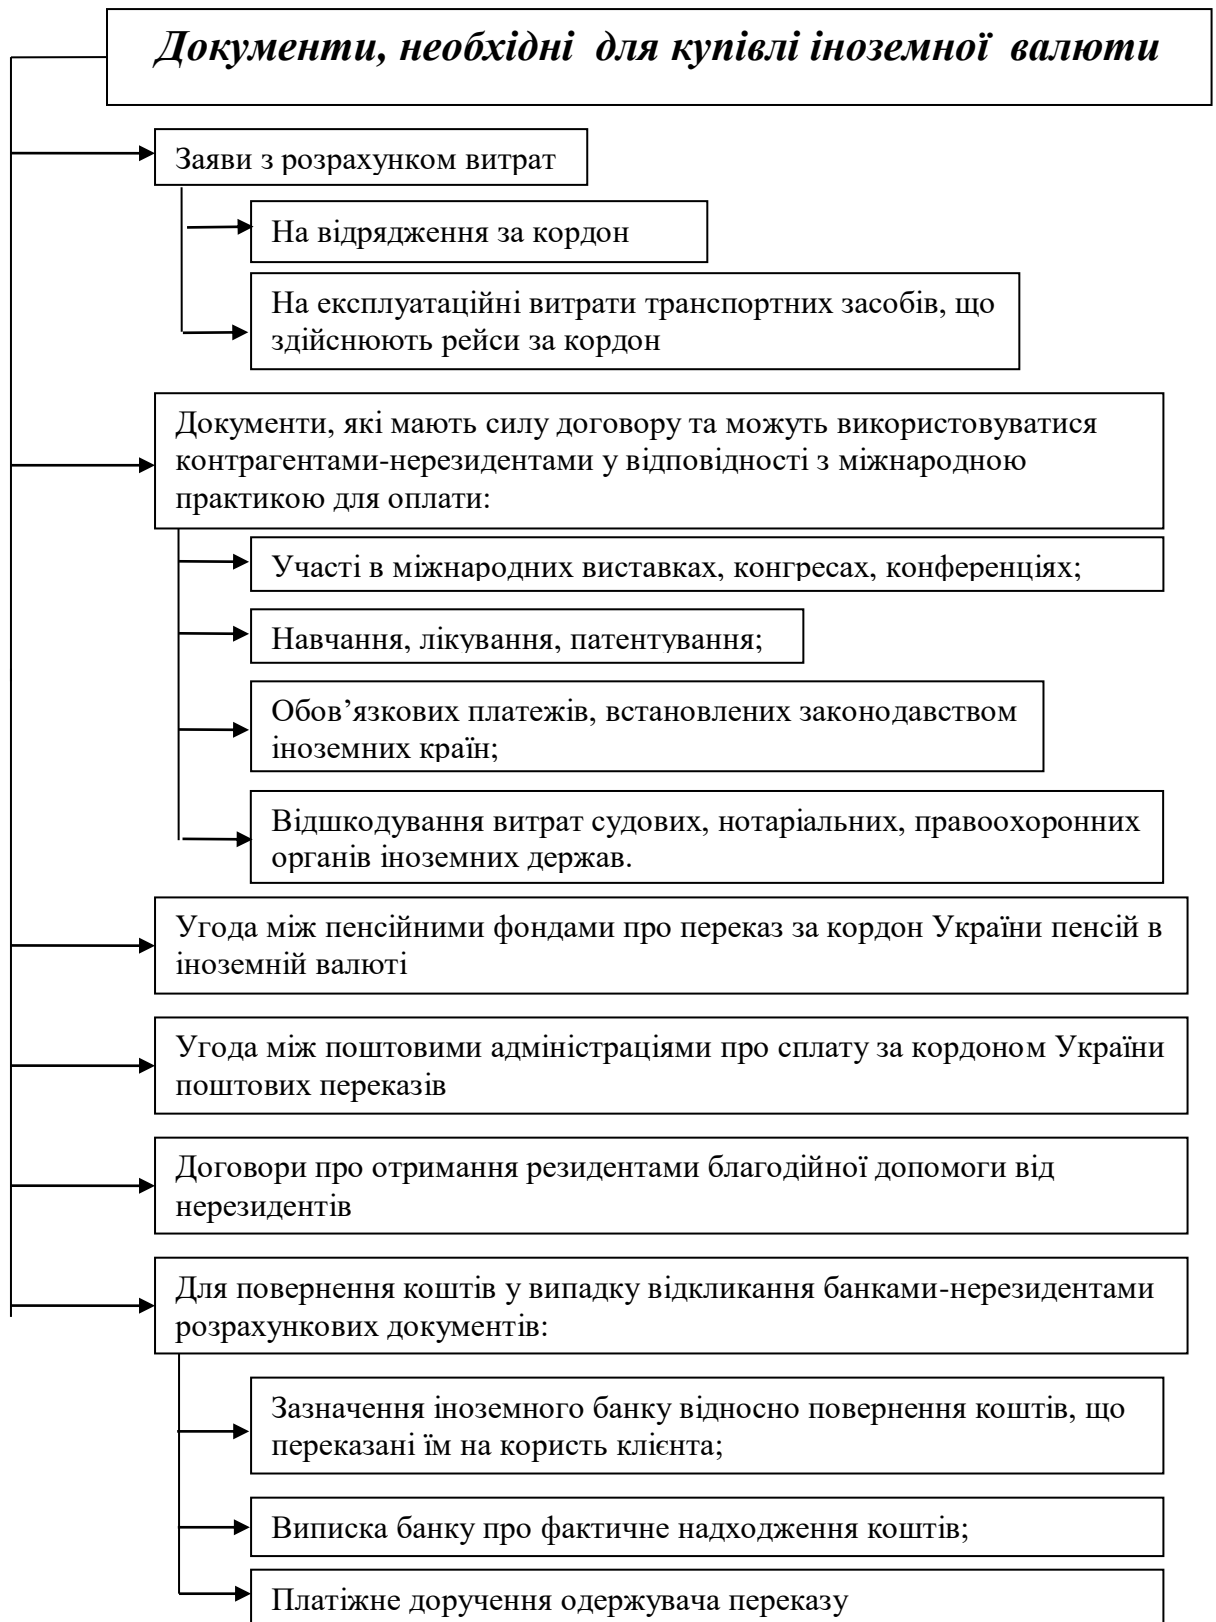 Документи, необхідні для купівлі іноземної валюти
Заяви з розрахунком витрат
На відрядження за кордон
На експлуатаційні витрати транспортних засобів, що
здійснюють рейси за кордон
Документи, які мають силу договору та можуть використовуватися
контрагентами-нерезидентами у відповідності з міжнародною
практикою для оплати:
Участі в міжнародних виставках, конгресах, конференціях;
Навчання, лікування, патентування;
Обов’язкових платежів, встановлених законодавством
іноземних країн;
Відшкодування витрат судових, нотаріальних, правоохоронних
органів іноземних держав.
Угода між пенсійними фондами про переказ за кордон України пенсій в
іноземній валюті
Угода між поштовими адміністраціями про сплату за кордоном України
поштових переказів
Договори про отримання резидентами благодійної допомоги від
нерезидентів
Для повернення коштів у випадку відкликання банками-нерезидентами
розрахункових документів:
Зазначення іноземного банку відносно повернення коштів, що
переказані їм на користь клієнта;
Виписка банку про фактичне надходження коштів;
Платіжне доручення одержувача переказу